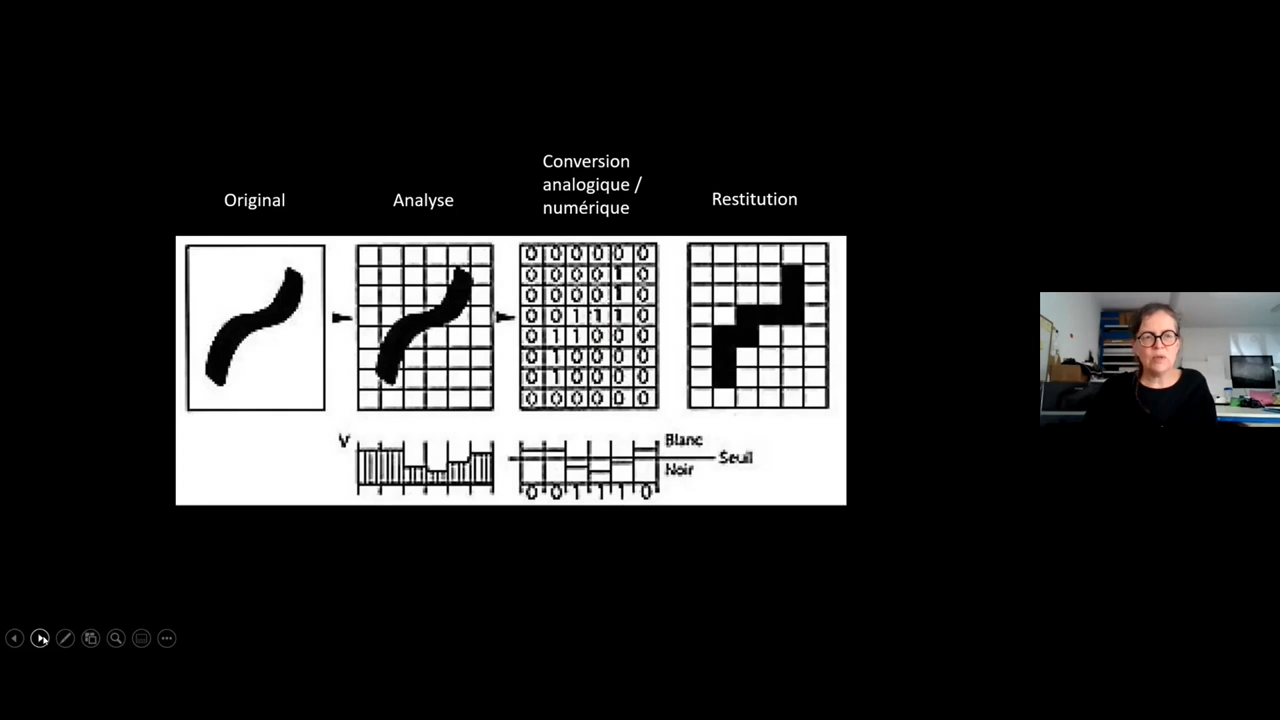 Original
Analyse
Conversion
analogique /
numérique
Restitution
0 0 0 0 0 0
0 0 0 0 1 0
0 0 0 0 1 0
0 0 1 1 1 0
0 1 1 0 0 0
0 1 0 0 0 0
0 1 0 0 0 0
0 0 0 0 0 0
V
Blanc
Seuil
Noir
0 0 1 1 1 0